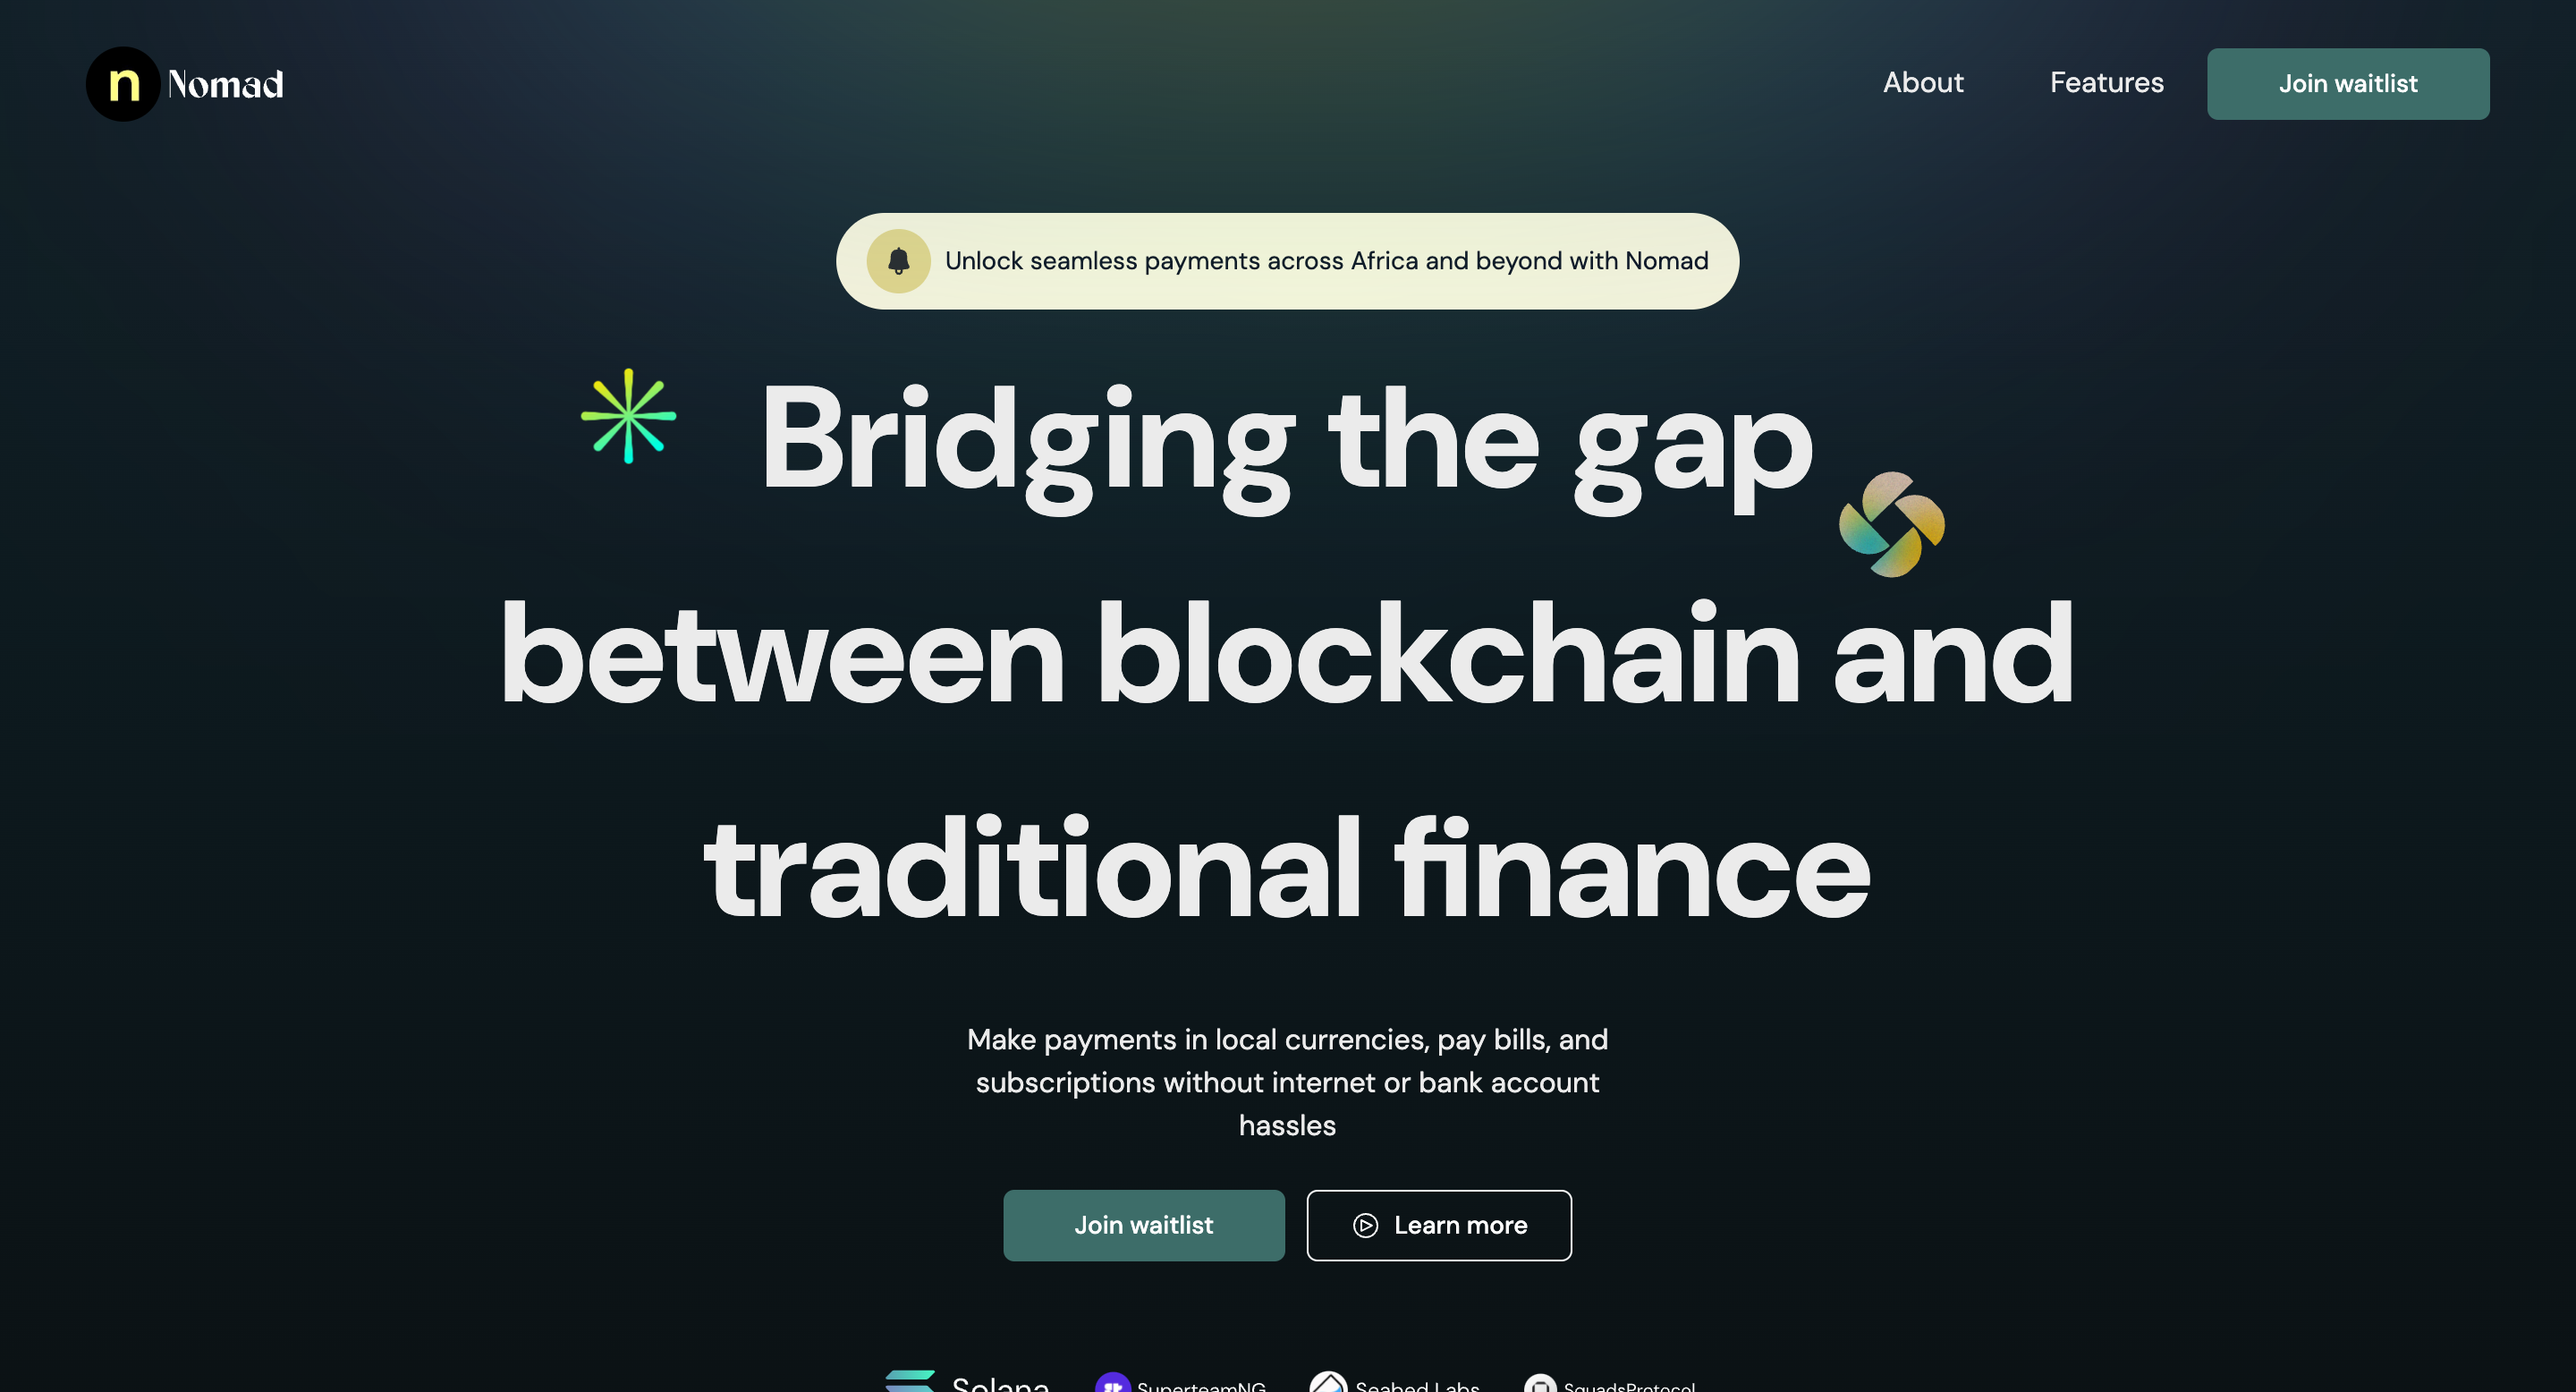 n Nomad
About
Features
Join waitlist
Unlock seamless payments across Africa and beyond with Nomad
Bridging the gap
between blockchain and
traditional finance
Make payments in local currencies, pay bills, and
subscriptions without internet or bank account
hassles
Join waitlist
Learn more
Solana
SuperteamNG
Seabed Labs
SquadsProtocol